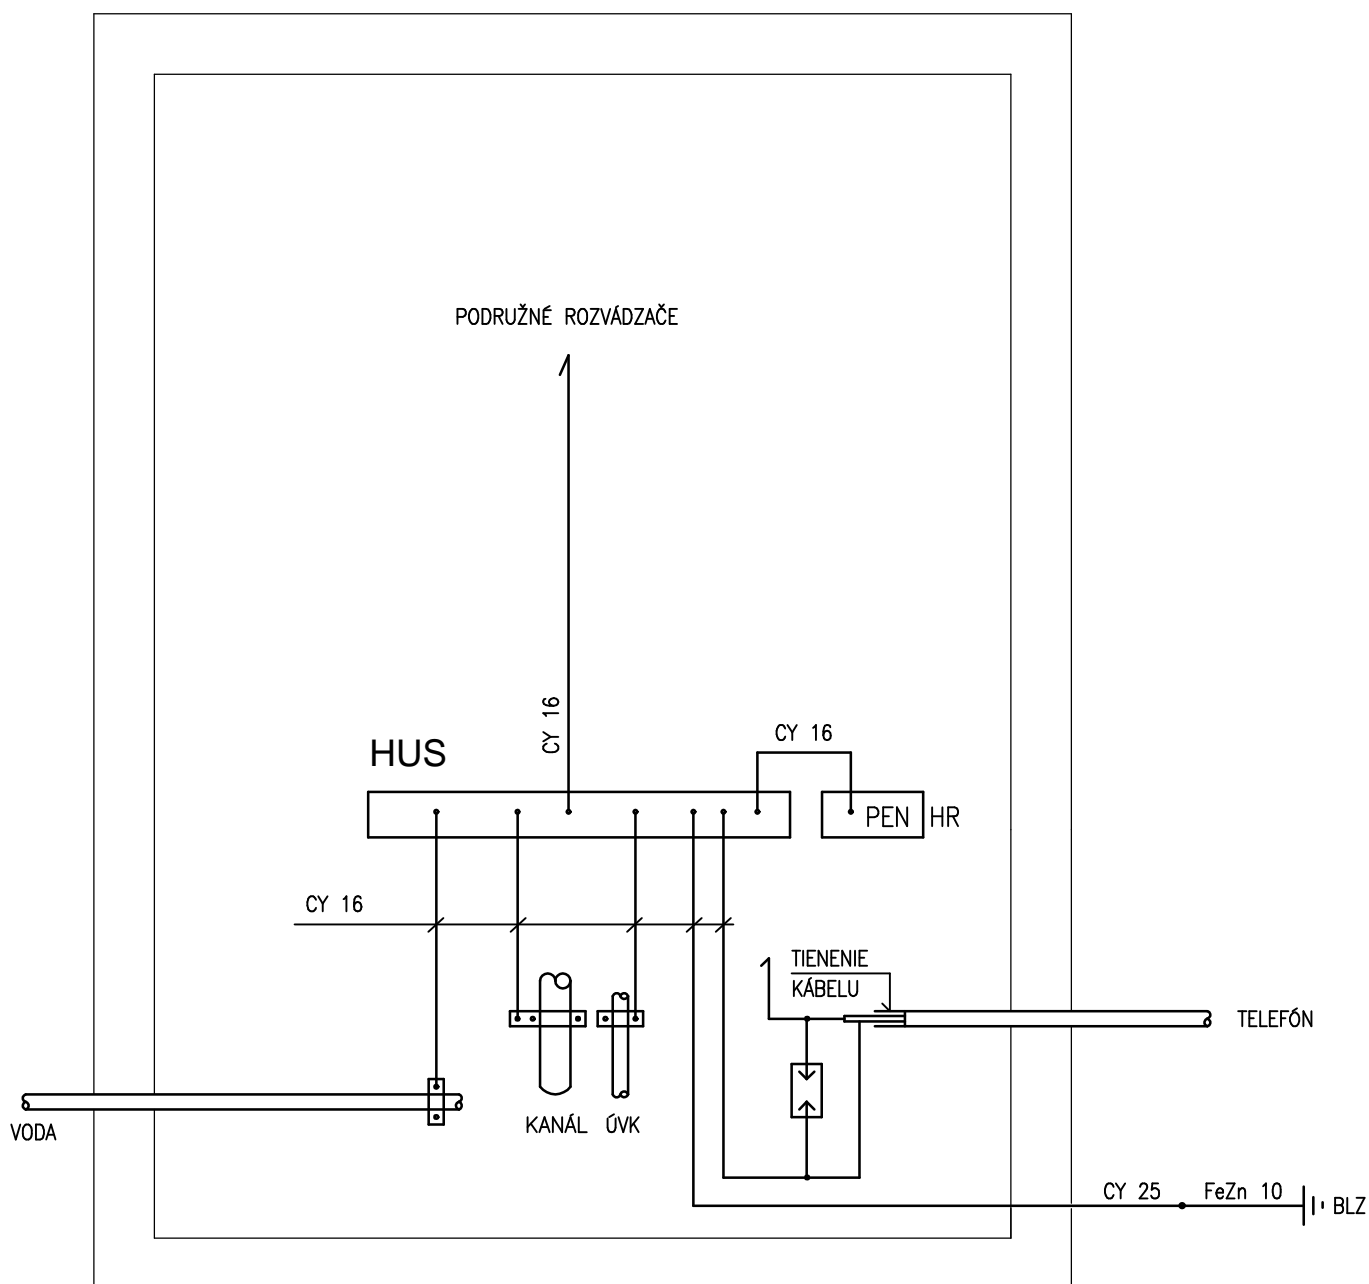 PODRUŽNÉ ROZVÁDZAČE
CY 16
HUS
CY 16
PEN HR
CY 16
TIENENIE
KÁBELU
TELEFÓN
KANÁL ÚVK
VODA
CY 25 FeZn 10 BLZ